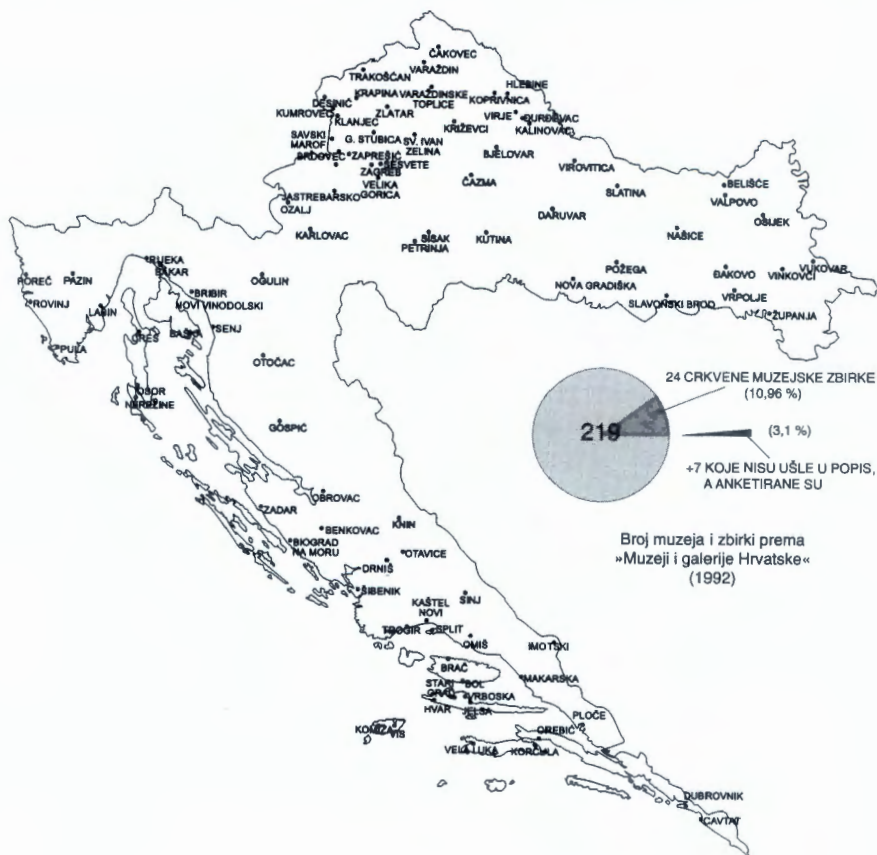 ČAKOVEC
VARAŽDIN
TRAKOŠĆAN
KRAPINA
VARAŽDINSKE
TOPLICE
HLEBINE
KOPRIVNICA
DESINIĆ
KUMROVEC
ZLATAR
VIRJE
ĐURĐEVAC
KLANJEC
KRIŽEVCI
KALINOVAC
SAVSKI
MAROF
G. STUBICA
SV. IVAN
ZELINA
BJELOVAR
ZAPREŠIĆ
SESVETE
VIROVITICA
ZAGREB
VELIKA
GORICA
ČAZMA
SLATINA
BELIŠĆE
VALPOVO
JASTREBARSKO
OZALJ
DARUVAR
OSIJEK
KARLOVAC
SISAK
PETRINJA
KUTINA
NAŠICE
RIJEKA
BAKAR
POREČ
PAZIN
OGULIN
POŽEGA
ĐAKOVO
VINKOVCI
VUKOVAR
BRIBIR
NOVI VINODOLSKI
NOVA GRADIŠKA
VRPOLJE
ROVINJ
LABIN
SLAVONSKI BROD
ŽUPANJA
SENJ
CRES
BAŠKA
PULA
OTOČAC
OSOR
NEREZINE
24 CRKVENE MUZEJSKE ZBIRKE
(10,96 %)
219
(3,1 %)
+7 KOJE NISU UŠLE U POPIS,
A ANKETIRANE SU
GOSPIĆ
OBROVAC
ZADAR
BENKOVAC
KNIN
BIOGRAD
NA MORU
OTAVICE
Broj muzeja i zbirki prema
»Muzeji i galerije Hrvatske«
(1992)
DRNIŠ
ŠIBENIK
SINJ
KAŠTEL
NOVI
TROGIR
SPLIT
OMIŠ
IMOTSKI
BRAČ
MAKARSKA
STARI
GRAD
BOL
VRBOSKA
HVAR
JELSA
PLOČE
KOMIŽA
VIS
OREBIĆ
VELA LUKA
KORČULA
DUBROVNIK
CAVTAT